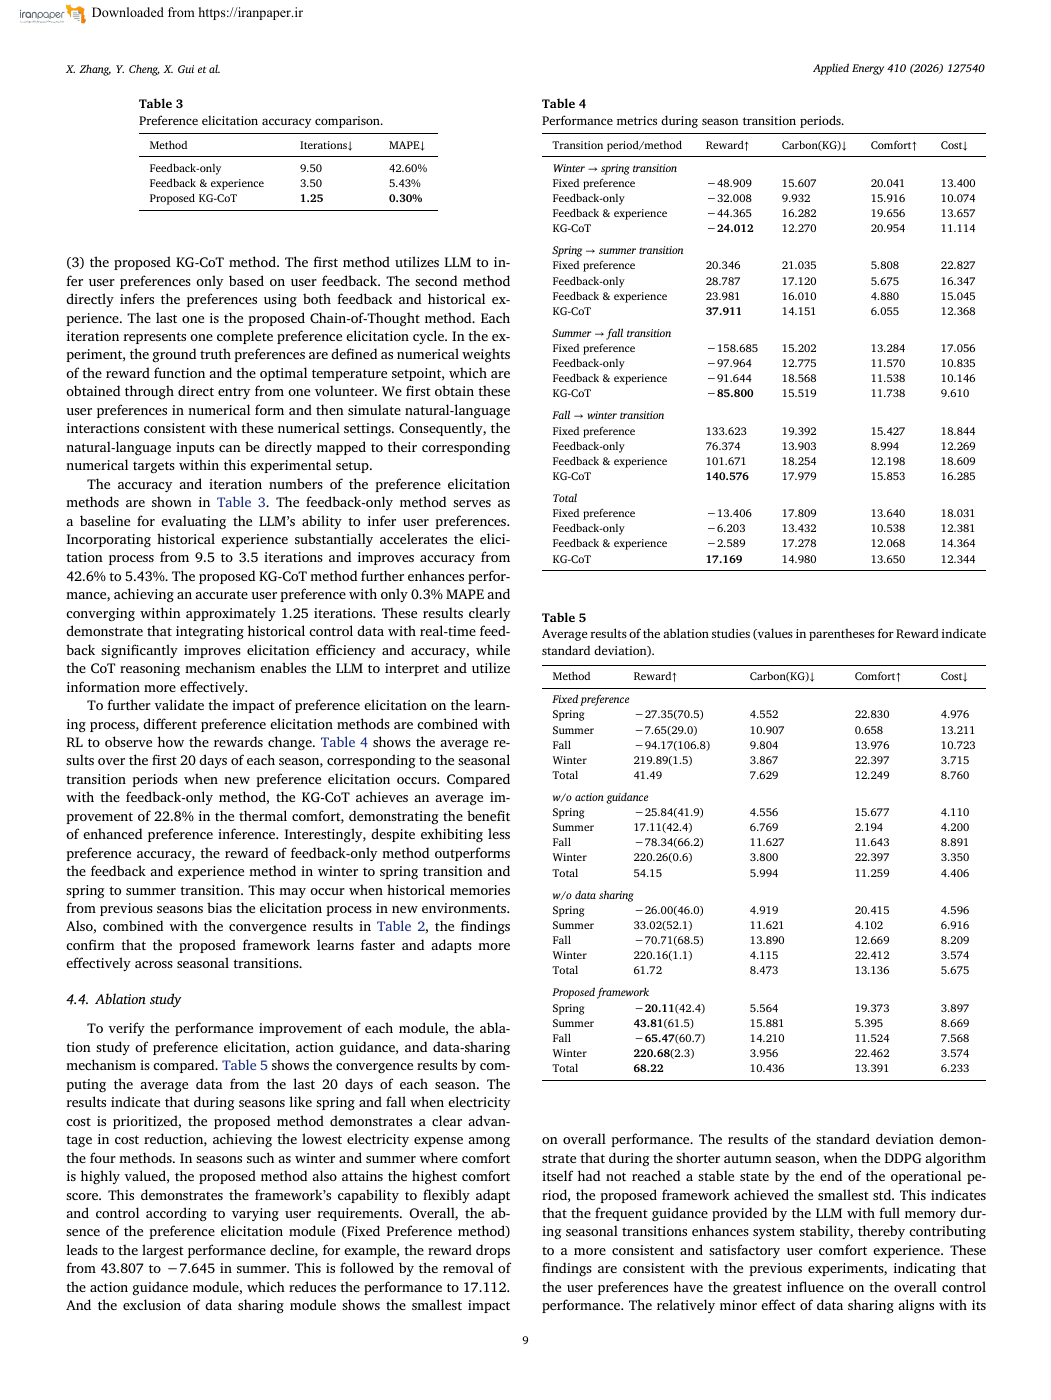 iranpaper Downloaded from https://iranpaper.ir
X. Zhang, Y. Cheng, X. Gui et al.
Applied Energy 410 (2026) 127540
Table 3
Preference elicitation accuracy comparison.
Method Iterations↓ MAPE↓
Feedback-only 9.50 42.60%
Feedback & experience 3.50 5.43%
Proposed KG-CoT 1.25 0.30%
(3) the proposed KG-CoT method. The first method utilizes LLM to in-
fer user preferences only based on user feedback. The second method
directly infers the preferences using both feedback and historical ex-
perience. The last one is the proposed Chain-of-Thought method. Each
iteration represents one complete preference elicitation cycle. In the ex-
periment, the ground truth preferences are defined as numerical weights
of the reward function and the optimal temperature setpoint, which are
obtained through direct entry from one volunteer. We first obtain these
user preferences in numerical form and then simulate natural-language
interactions consistent with these numerical settings. Consequently, the
natural-language inputs can be directly mapped to their corresponding
numerical targets within this experimental setup.
The accuracy and iteration numbers of the preference elicitation
methods are shown in Table 3. The feedback-only method serves as
a baseline for evaluating the LLM's ability to infer user preferences.
Incorporating historical experience substantially accelerates the elici-
tation process from 9.5 to 3.5 iterations and improves accuracy from
42.6% to 5.43%. The proposed KG-CoT method further enhances perfor-
mance, achieving an accurate user preference with only 0.3% MAPE and
converging within approximately 1.25 iterations. These results clearly
demonstrate that integrating historical control data with real-time feed-
back significantly improves elicitation efficiency and accuracy, while
the CoT reasoning mechanism enables the LLM to interpret and utilize
information more effectively.
To further validate the impact of preference elicitation on the learn-
ing process, different preference elicitation methods are combined with
RL to observe how the rewards change. Table 4 shows the average re-
sults over the first 20 days of each season, corresponding to the seasonal
transition periods when new preference elicitation occurs. Compared
with the feedback-only method, the KG-CoT achieves an average im-
provement of 22.8% in the thermal comfort, demonstrating the benefit
of enhanced preference inference. Interestingly, despite exhibiting less
preference accuracy, the reward of feedback-only method outperforms
the feedback and experience method in winter to spring transition and
spring to summer transition. This may occur when historical memories
from previous seasons bias the elicitation process in new environments.
Also, combined with the convergence results in Table 2, the findings
confirm that the proposed framework learns faster and adapts more
effectively across seasonal transitions.
4.4. Ablation study
To verify the performance improvement of each module, the abla-
tion study of preference elicitation, action guidance, and data-sharing
mechanism is compared. Table 5 shows the convergence results by com-
puting the average data from the last 20 days of each season. The
results indicate that during seasons like spring and fall when electricity
cost is prioritized, the proposed method demonstrates a clear advan-
tage in cost reduction, achieving the lowest electricity expense among
the four methods. In seasons such as winter and summer where comfort
is highly valued, the proposed method also attains the highest comfort
score. This demonstrates the framework's capability to flexibly adapt
and control according to varying user requirements. Overall, the ab-
sence of the preference elicitation module (Fixed Preference method)
leads to the largest performance decline, for example, the reward drops
from 43.807 to −7.645 in summer. This is followed by the removal of
the action guidance module, which reduces the performance to 17.112.
And the exclusion of data sharing module shows the smallest impact
Table 4
Performance metrics during season transition periods.
Transition period/method Reward↑ Carbon(KG)↓ Comfort↑ Cost↓
Winter → spring transition
Fixed preference −48.909 15.607 20.041 13.400
Feedback-only −32.008 9.932 15.916 10.074
Feedback & experience −44.365 16.282 19.656 13.657
KG-CoT −24.012 12.270 20.954 11.114
Spring → summer transition
Fixed preference 20.346 21.035 5.808 22.827
Feedback-only 28.787 17.120 5.675 16.347
Feedback & experience 23.981 16.010 4.880 15.045
KG-CoT 37.911 14.151 6.055 12.368
Summer → fall transition
Fixed preference −158.685 15.202 13.284 17.056
Feedback-only −97.964 12.775 11.570 10.835
Feedback & experience −91.644 18.568 11.538 10.146
KG-CoT −85.800 15.519 11.738 9.610
Fall → winter transition
Fixed preference 133.623 19.392 15.427 18.844
Feedback-only 76.374 13.903 8.994 12.269
Feedback & experience 101.671 18.254 12.198 18.609
KG-CoT 140.576 17.979 15.853 16.285
Total
Fixed preference −13.406 17.809 13.640 18.031
Feedback-only −6.203 13.432 10.538 12.381
Feedback & experience −2.589 17.278 12.068 14.364
KG-CoT 17.169 14.980 13.650 12.344
Table 5
Average results of the ablation studies (values in parentheses for Reward indicate
standard deviation).
Method Reward↑ Carbon(KG)↓ Comfort↑ Cost↓
Fixed preference
Spring −27.35(70.5) 4.552 22.830 4.976
Summer −7.65(29.0) 10.907 0.658 13.211
Fall −94.17(106.8) 9.804 13.976 10.723
Winter 219.89(1.5) 3.867 22.397 3.715
Total 41.49 7.629 12.249 8.760
w/o action guidance
Spring −25.84(41.9) 4.556 15.677 4.110
Summer 17.11(42.4) 6.769 2.194 4.200
Fall −78.34(66.2) 11.627 11.643 8.891
Winter 220.26(0.6) 3.800 22.397 3.350
Total 54.15 5.994 11.259 4.406
w/o data sharing
Spring −26.00(46.0) 4.919 20.415 4.596
Summer 33.02(52.1) 11.621 4.102 6.916
Fall −70.71(68.5) 13.890 12.669 8.209
Winter 220.16(1.1) 4.115 22.412 3.574
Total 61.72 8.473 13.136 5.675
Proposed framework
Spring −20.11(42.4) 5.564 19.373 3.897
Summer 43.81(61.5) 15.881 5.395 8.669
Fall −65.47(60.7) 14.210 11.524 7.568
Winter 220.68(2.3) 3.956 22.462 3.574
Total 68.22 10.436 13.391 6.233
on overall performance. The results of the standard deviation demon-
strate that during the shorter autumn season, when the DDPG algorithm
itself had not reached a stable state by the end of the operational pe-
riod, the proposed framework achieved the smallest std. This indicates
that the frequent guidance provided by the LLM with full memory dur-
ing seasonal transitions enhances system stability, thereby contributing
to a more consistent and satisfactory user comfort experience. These
findings are consistent with the previous experiments, indicating that
the user preferences have the greatest influence on the overall control
performance. The relatively minor effect of data sharing aligns with its
9